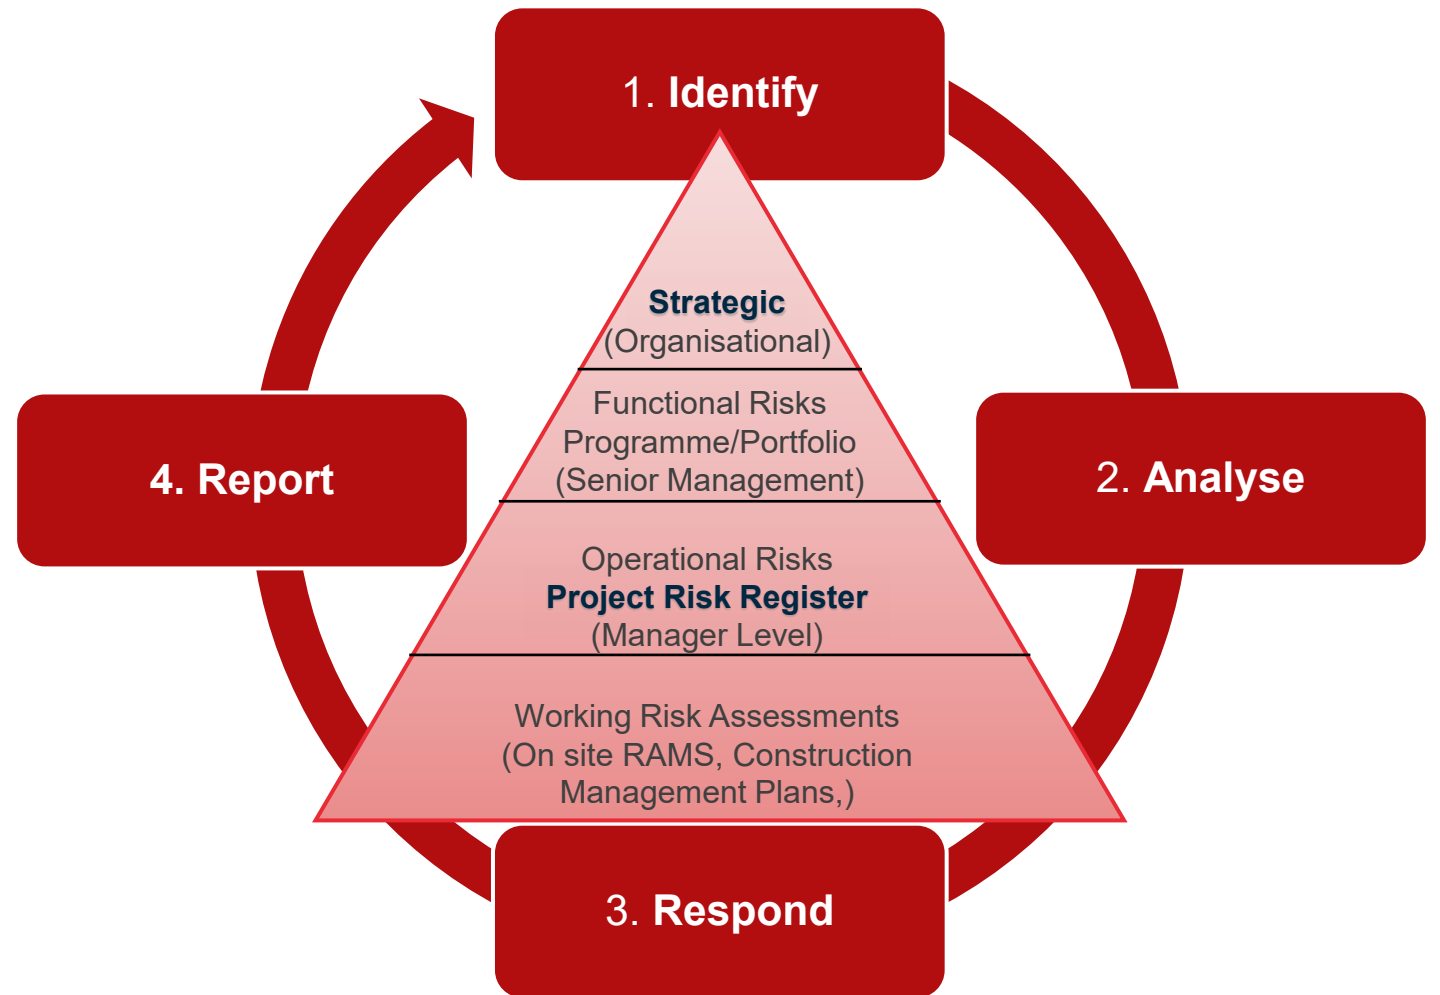 1. Identify
Strategic
(Organisational)
Functional Risks
Programme/Portfolio
(Senior Management)
4. Report
2. Analyse
Operational Risks
Project Risk Register
(Manager Level)
Working Risk Assessments
(On site RAMS, Construction
Management Plans,)
3. Respond